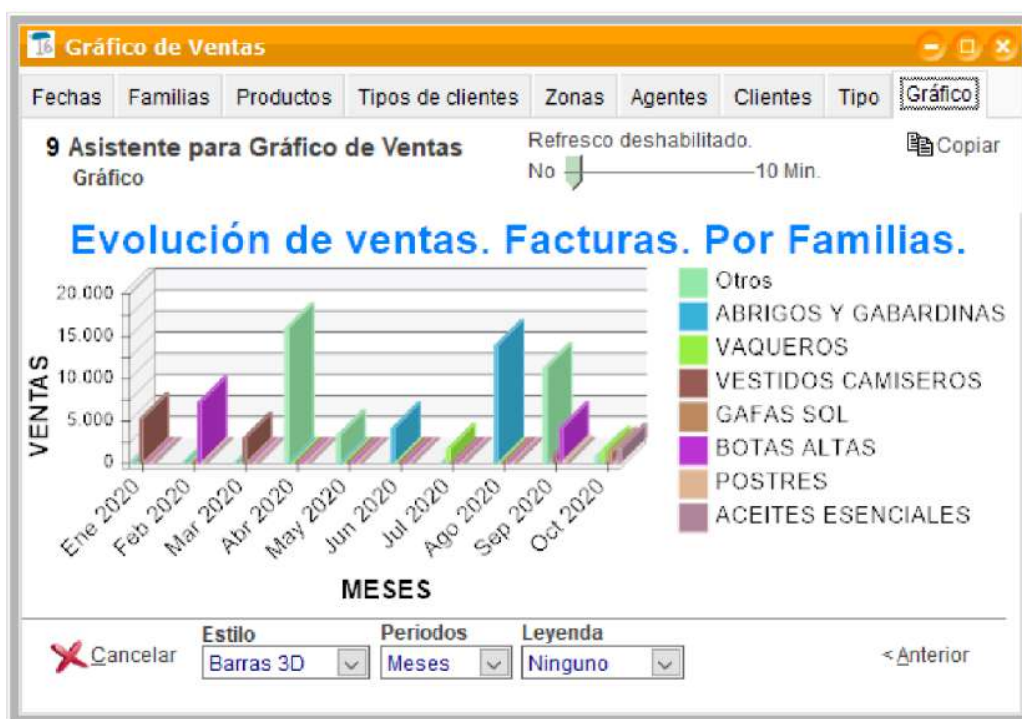 16 Gráfico de Ventas
Fechas Familias Productos Tipos de clientes Zonas Agentes Clientes Tipo Gráfico
9 Asistente para Gráfico de Ventas
Gráfico
Refresco deshabilitado.
No 10 Min.
Copiar
Evolución de ventas. Facturas. Por Familias.
VENTAS
20.000
15.000
10.000
5.000
0
Ene 2020
Feb 2020
Mar 2020
Abr 2020
May 2020
Jun 2020
Jul 2020
Ago 2020
Sep 2020
Oct 2020
MESES
Otros
ABRIGOS Y GABARDINAS
VAQUEROS
VESTIDOS CAMISEROS
GAFAS SOL
BOTAS ALTAS
POSTRES
ACEITES ESENCIALES
Cancelar
Estilo
Barras 3D
Periodos
Meses
Leyenda
Ninguno
< Anterior